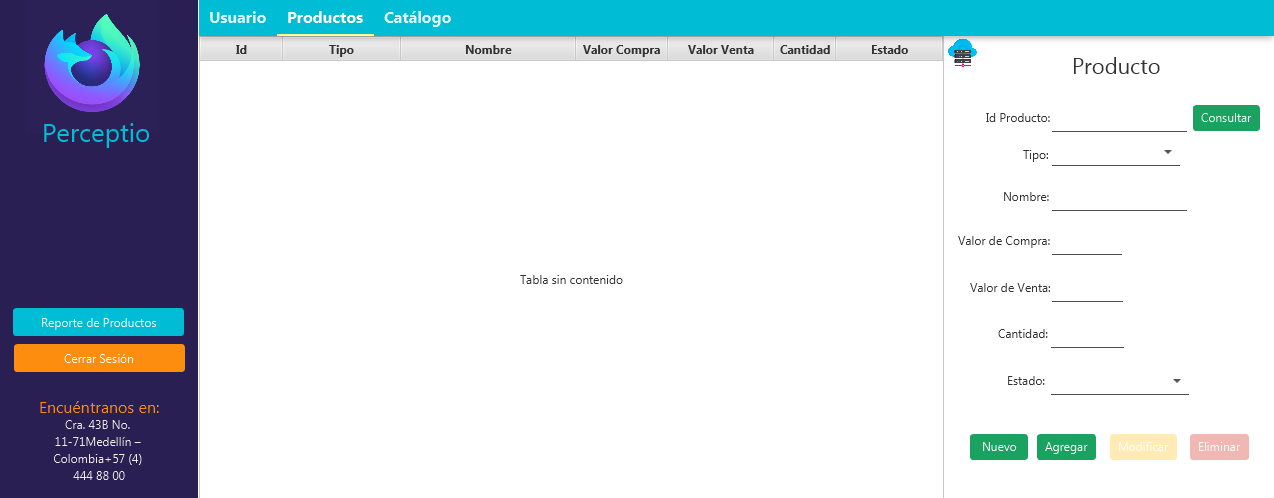 Perceptio
Reporte de Productos
Cerrar Sesión
Encuéntranos en:
Cra. 43B No.
11-71Medellín –
Colombia+57 (4)
444 88 00
Usuario Productos Catálogo
Id Tipo Nombre Valor Compra Valor Venta Cantidad Estado
Tabla sin contenido
Producto
Id Producto: Consultar
Tipo:
Nombre:
Valor de Compra:
Valor de Venta:
Cantidad:
Estado:
Nuevo Agregar Modificar Eliminar